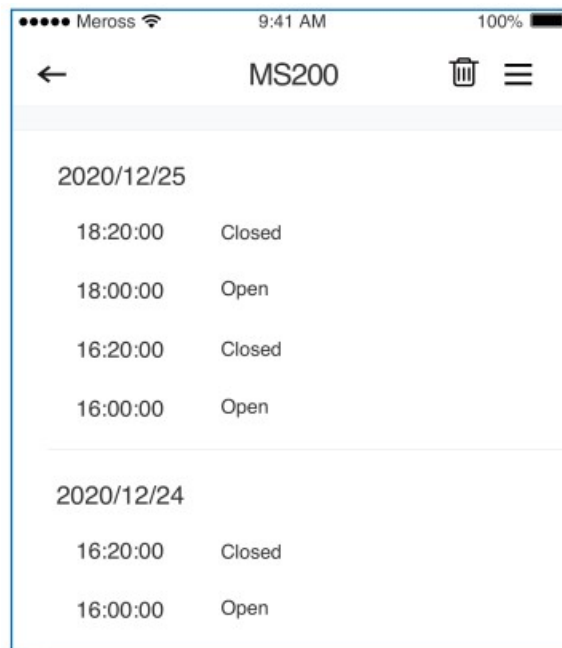 Meross 9:41 AM 100%
MS200
2020/12/25
18:20:00 Closed
18:00:00 Open
16:20:00 Closed
16:00:00 Open
2020/12/24
16:20:00 Closed
16:00:00 Open